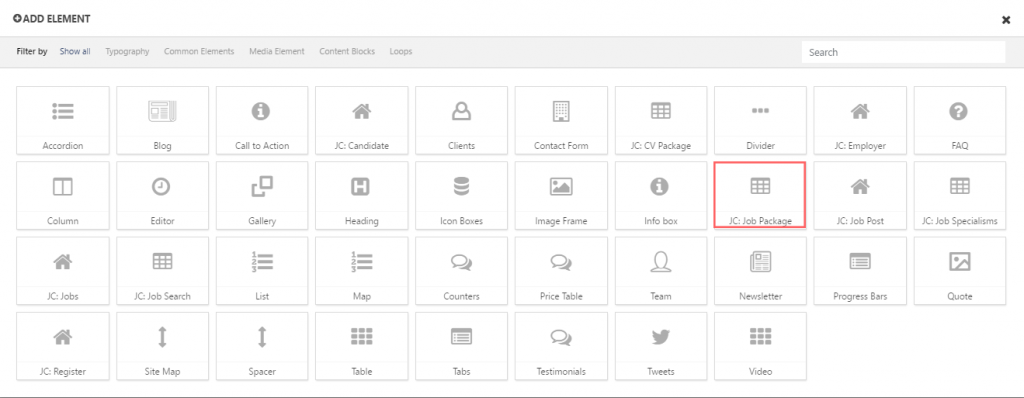 ADD ELEMENT
Filter by Show all Typography Common Elements Media Element Content Blocks Loops Search
Accordion Blog Call to Action JC: Candidate Clients Contact Form JC: CV Package Divider JC: Employer FAQ
Column Editor Gallery Heading Icon Boxes Image Frame Info box JC: Job Package JC: Job Post JC: Job Specialisms
JC: Jobs JC: Job Search List Map Counters Price Table Team Newsletter Progress Bars Quote
JC: Register Site Map Spacer Table Tabs Testimonials Tweets Video